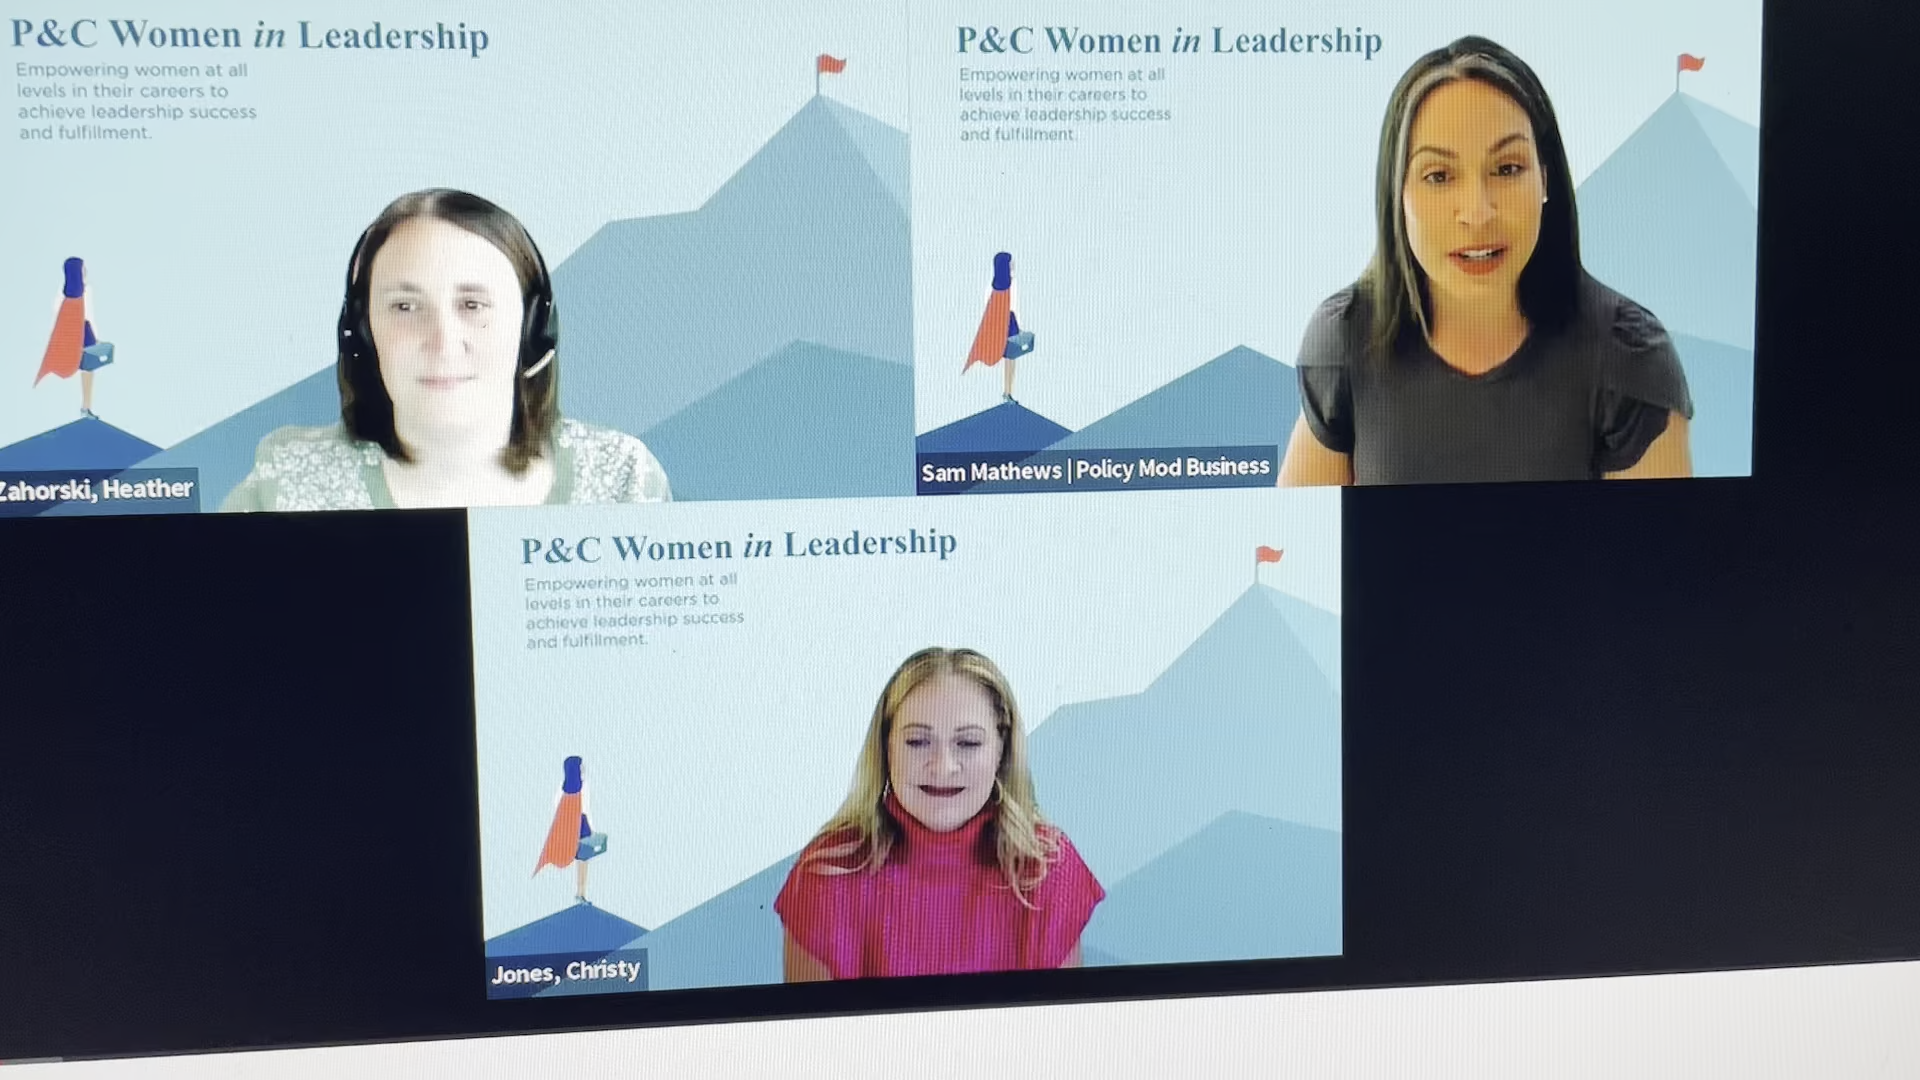 P&C Women in Leadership
Empowering women at all
levels in their careers to
achieve leadership success
and fulfillment.
Zahorski, Heather
P&C Women in Leadership
Empowering women at all
levels in their careers to
achieve leadership success
and fulfillment.
Sam Mathews | Policy Mod Business
P&C Women in Leadership
Empowering women at all
levels in their careers to
achieve leadership success
and fulfillment.
Jones, Christy